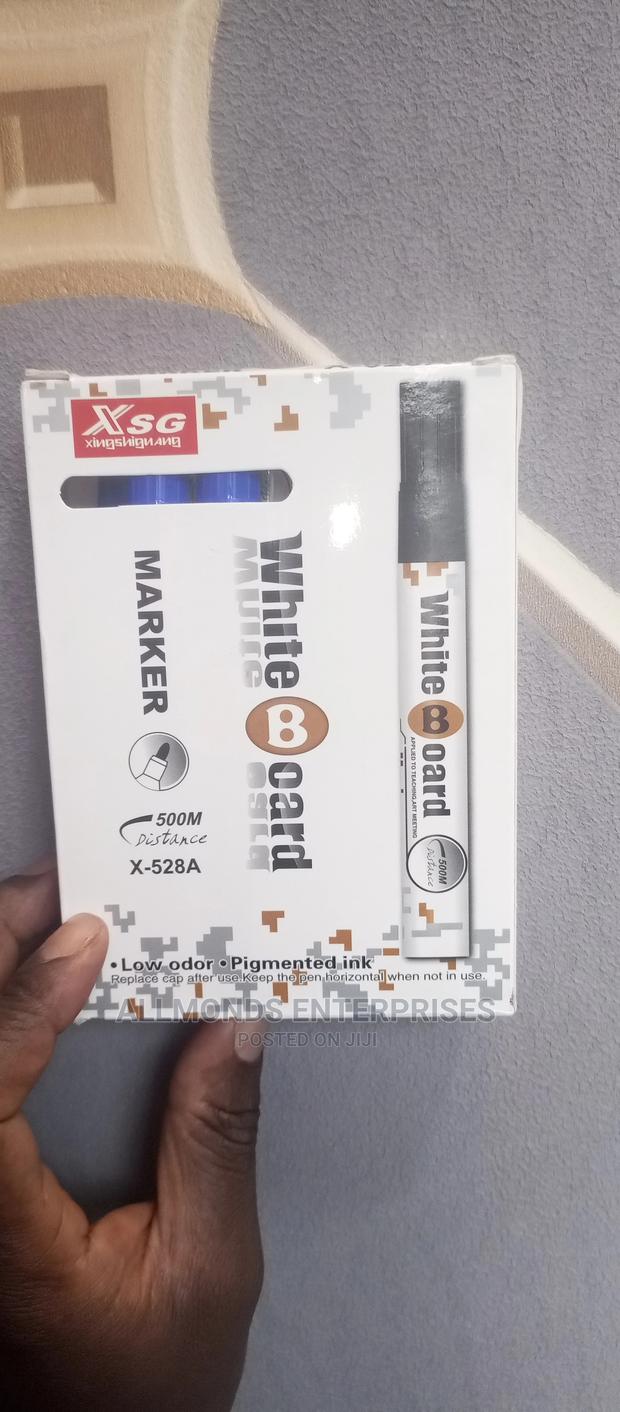 XSG
xingshignang
White Board
MARKER
500M
Distance
X-528A
White Board
APPLIED TO TEACHING,ART MEETING
500M
Distance
•Low odor •Pigmented ink
Replace cap after use.Keep the pen horizontal when not in use.
ALLMONDS ENTERPRISES
POSTED ON JIJI